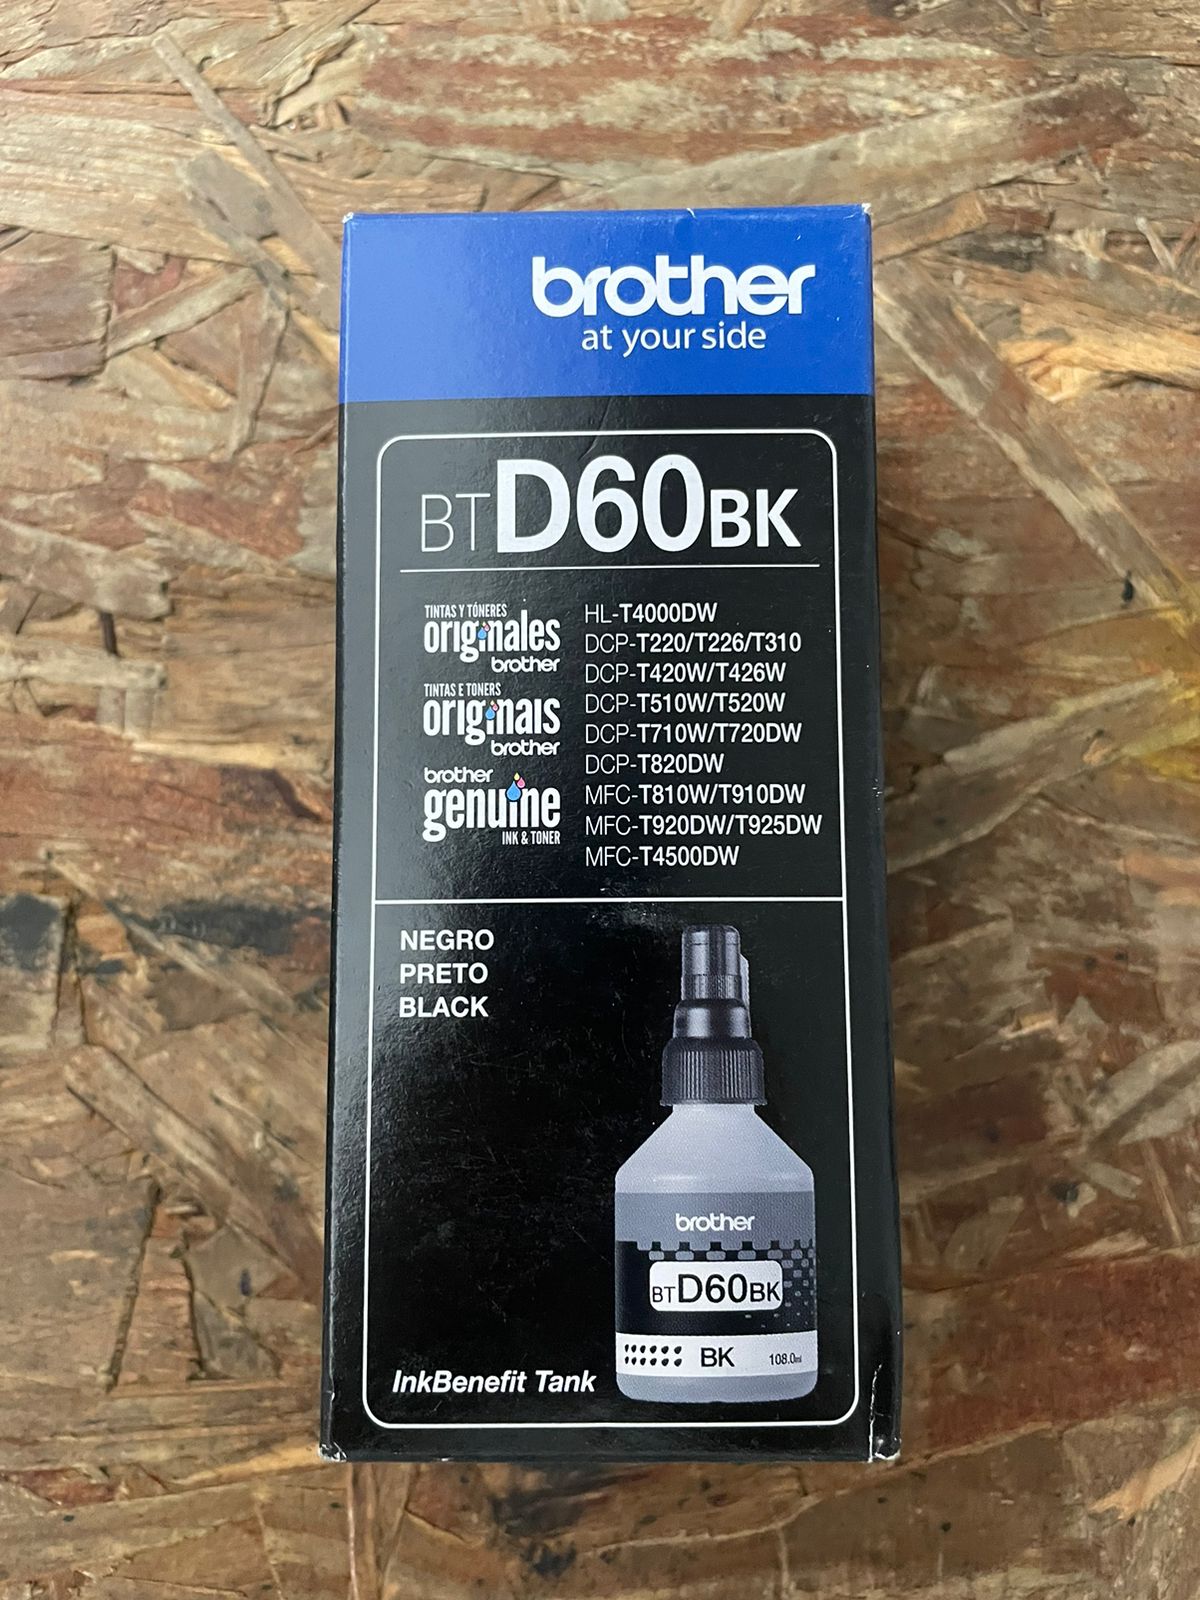 brother
at your side
BTD60BK
TINTAS Y TÓNERES
originales
brother
TINTAS E TONERS
originais
brother
brother
genuine
INK & TONER
HL-T4000DW
DCP-T220/T226/T310
DCP-T420W/T426W
DCP-T510W/T520W
DCP-T710W/T720DW
DCP-T820DW
MFC-T810W/T910DW
MFC-T920DW/T925DW
MFC-T4500DW
NEGRO
PRETO
BLACK
brother
BTD60BK
BK 108.0ml
InkBenefit Tank